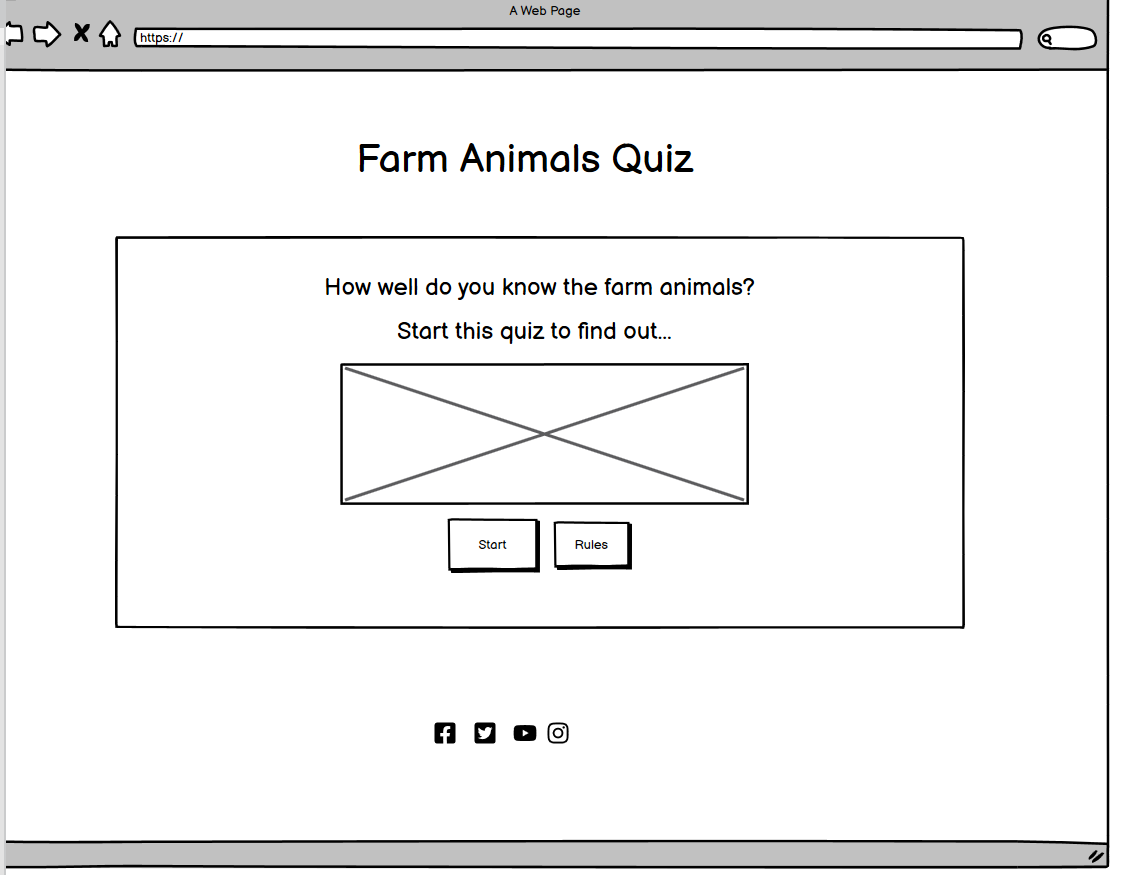 A Web Page
https://
Farm Animals Quiz
How well do you know the farm animals?
Start this quiz to find out...
Start
Rules